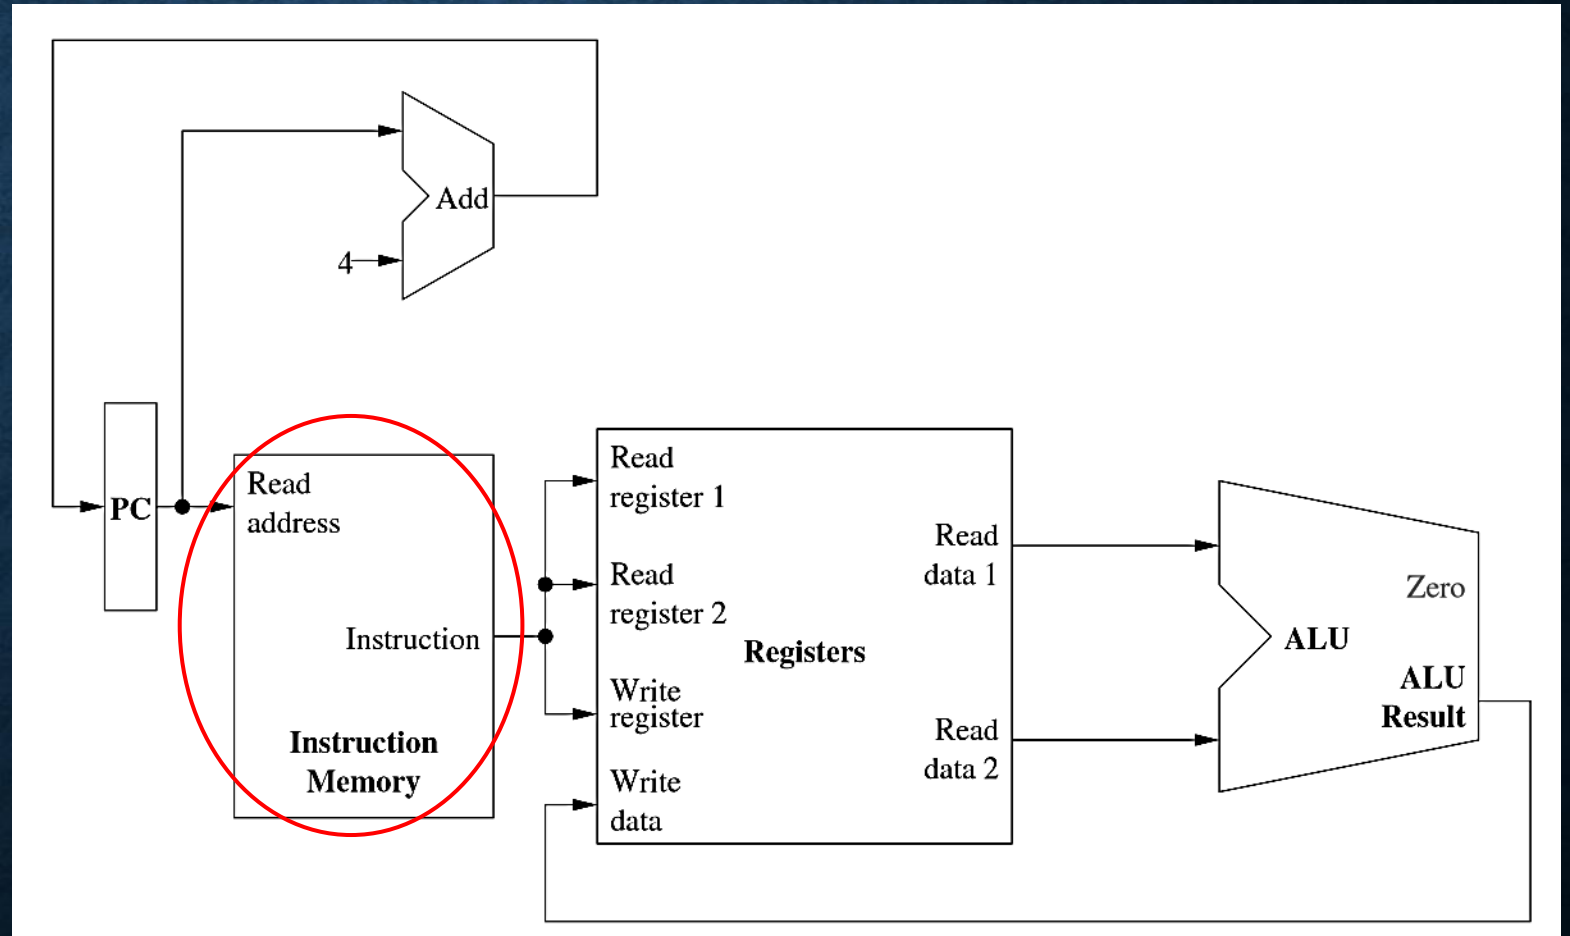 Add
4
PC
Read
address
Instruction
Instruction
Memory
Read
register 1
Read
register 2
Write
register
Write
data
Registers
Read
data 1
Read
data 2
Zero
ALU
ALU
Result